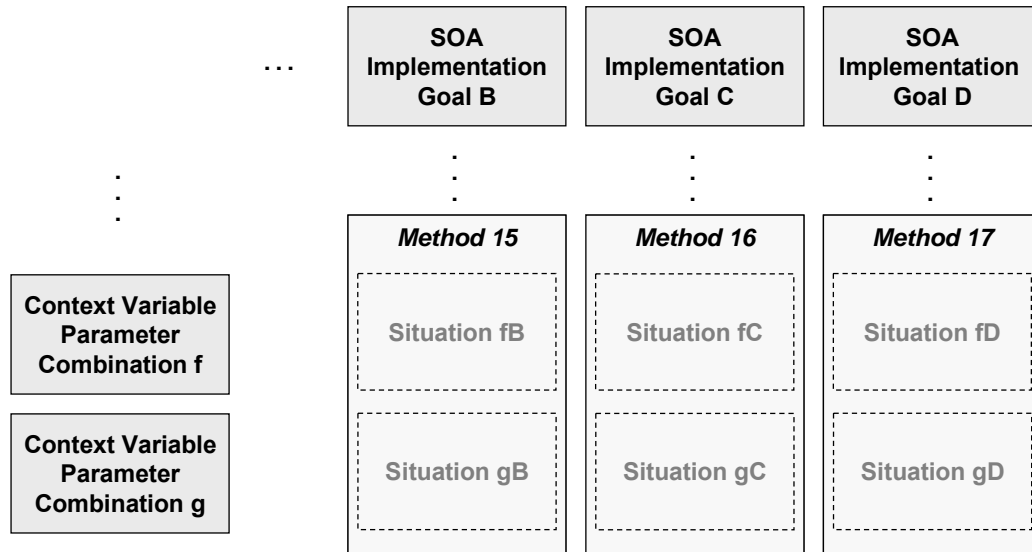 SOA
Implementation
Goal B
SOA
Implementation
Goal C
SOA
Implementation
Goal D
...
Method 15
Method 16
Method 17
Context Variable
Parameter
Combination f
Situation fB
Situation fC
Situation fD
Context Variable
Parameter
Combination g
Situation gB
Situation gC
Situation gD